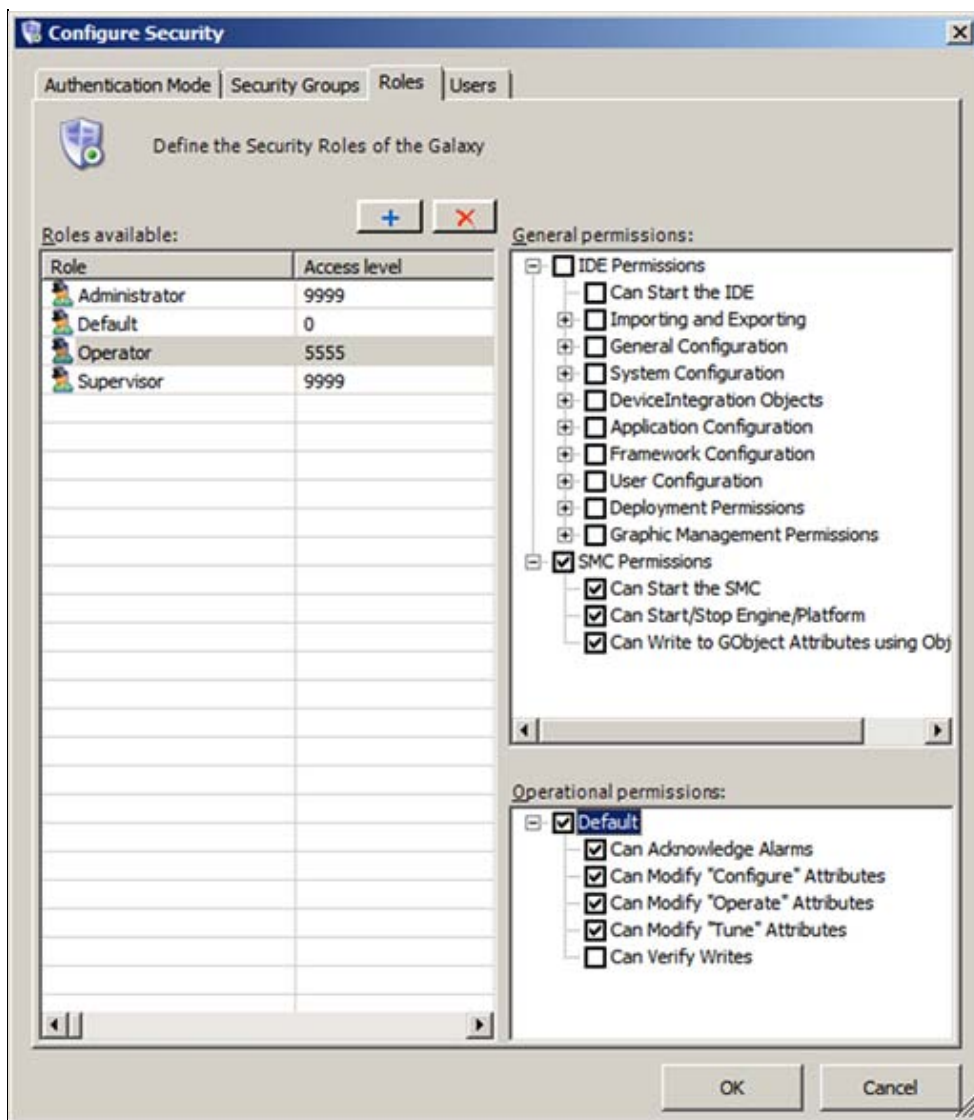 Configure Security
Authentication Mode Security Groups Roles Users
Define the Security Roles of the Galaxy
Roles available:
Role Access level
Administrator 9999
Default 0
Operator 5555
Supervisor 9999
General permissions:
IDE Permissions
Can Start the IDE
Importing and Exporting
General Configuration
System Configuration
DeviceIntegration Objects
Application Configuration
Framework Configuration
User Configuration
Deployment Permissions
Graphic Management Permissions
SMC Permissions
Can Start the SMC
Can Start/Stop Engine/Platform
Can Write to GObject Attributes using Obj
Operational permissions:
Default
Can Acknowledge Alarms
Can Modify "Configure" Attributes
Can Modify "Operate" Attributes
Can Modify "Tune" Attributes
Can Verify Writes
OK Cancel